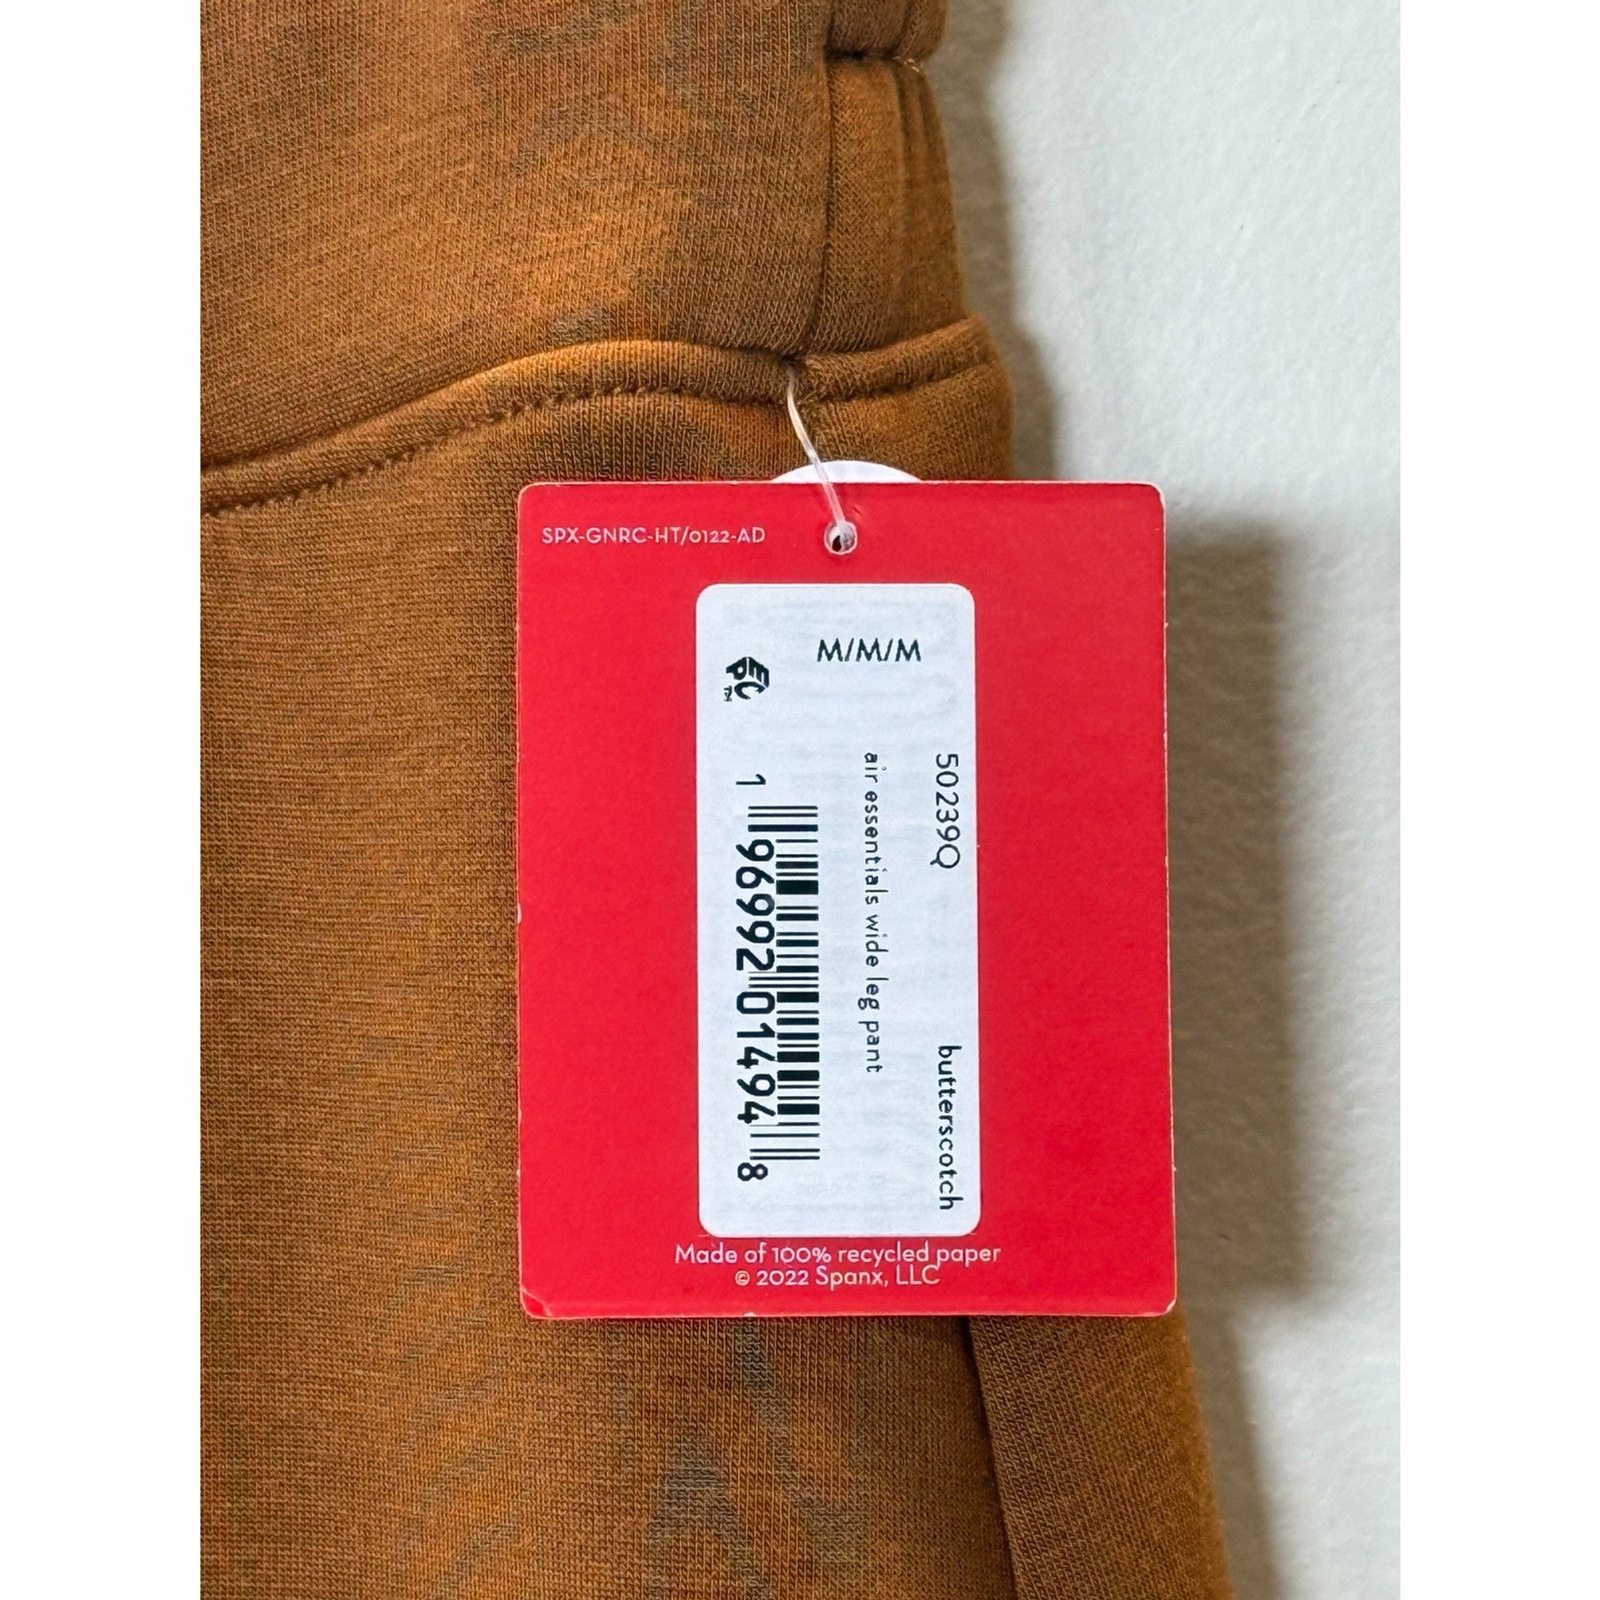 SPX-GNRC-HT/0122-AD
M/M/M
50239Q butterscotch
air essentials wide leg pant
EPC™
1 96992 01494 8
Made of 100% recycled paper
© 2022 Spanx, LLC